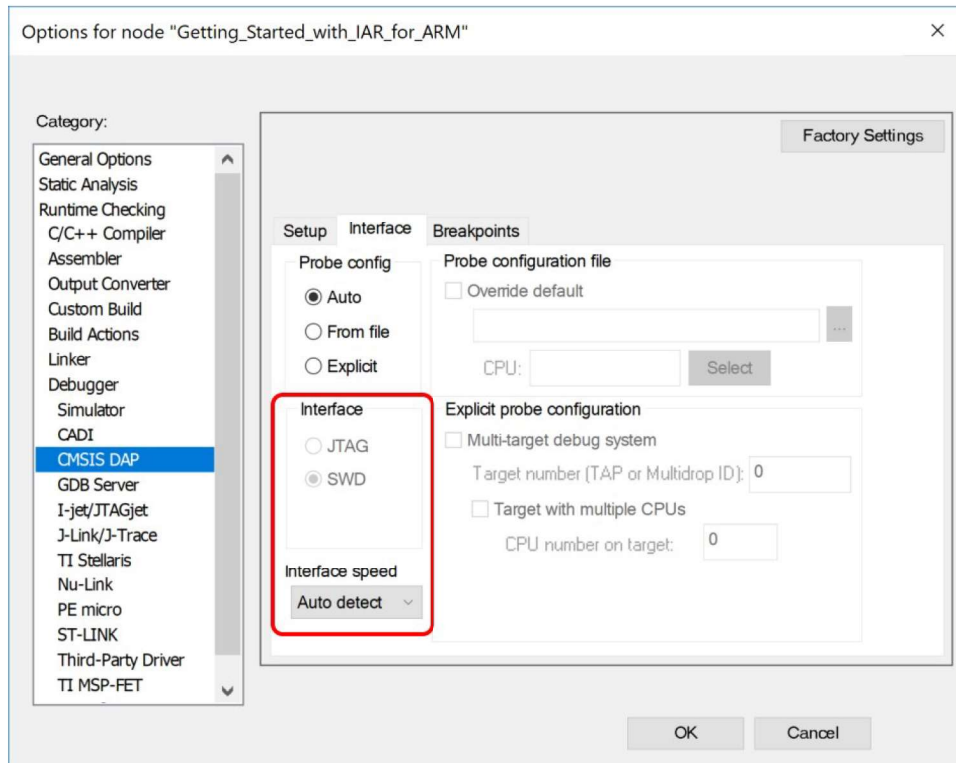 Options for node "Getting_Started_with_IAR_for_ARM"
Category:
General Options
Static Analysis
Runtime Checking
C/C++ Compiler
Assembler
Output Converter
Custom Build
Build Actions
Linker
Debugger
Simulator
CADI
CMSIS DAP
GDB Server
I-jet/JTAGjet
J-Link/J-Trace
TI Stellaris
Nu-Link
PE micro
ST-LINK
Third-Party Driver
TI MSP-FET
Factory Settings
Setup
Interface
Breakpoints
Probe config
Auto
From file
Explicit
Probe configuration file
Override default
...
CPU:
Select
Interface
JTAG
SWD
Interface speed
Auto detect
Explicit probe configuration
Multi-target debug system
Target number (TAP or Multidrop ID): 0
Target with multiple CPUs
CPU number on target: 0
OK
Cancel